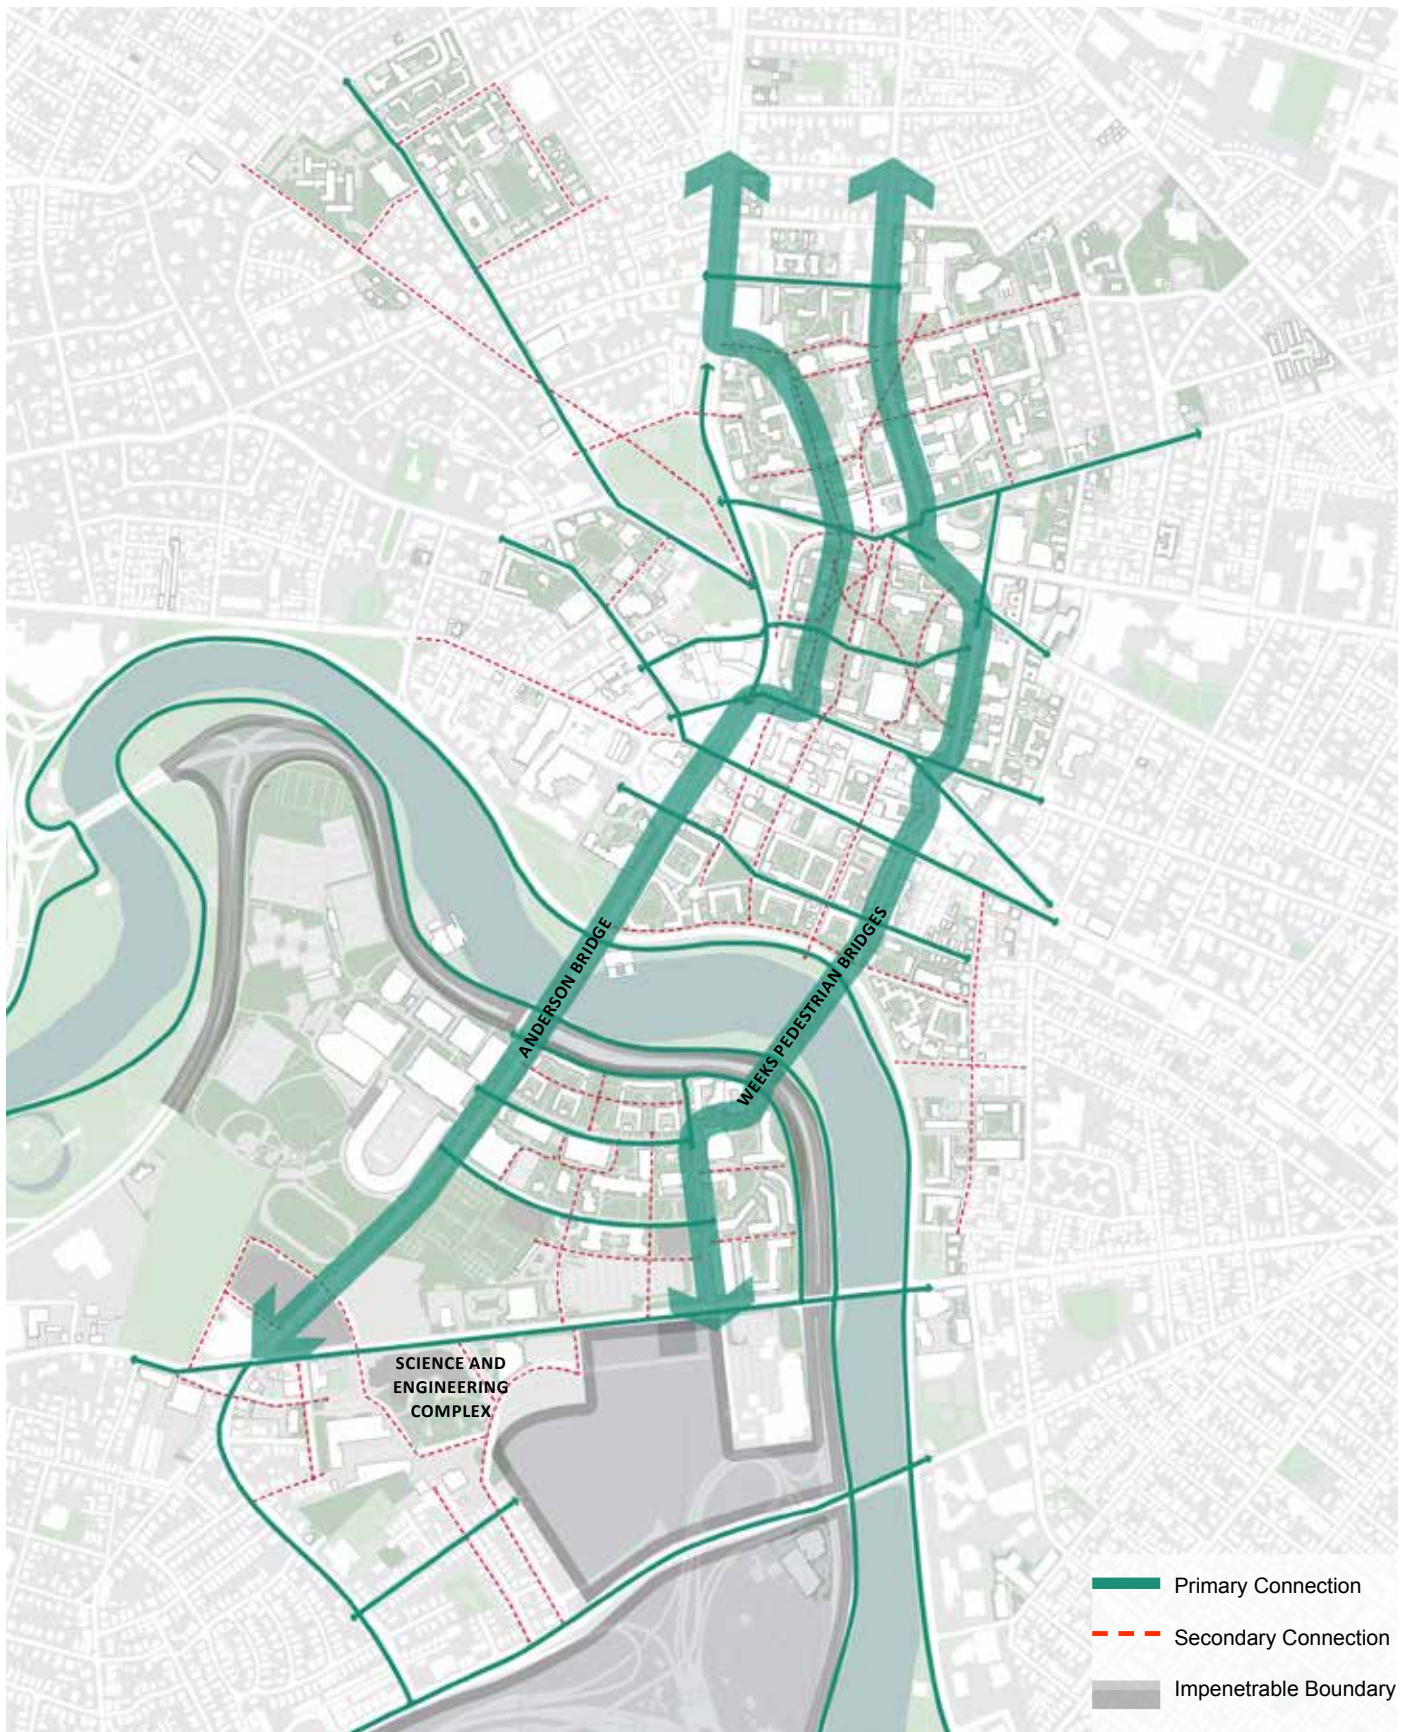 ANDERSON BRIDGE
WEEKS PEDESTRIAN BRIDGES
SCIENCE AND
ENGINEERING
COMPLEX
Primary Connection
Secondary Connection
Impenetrable Boundary